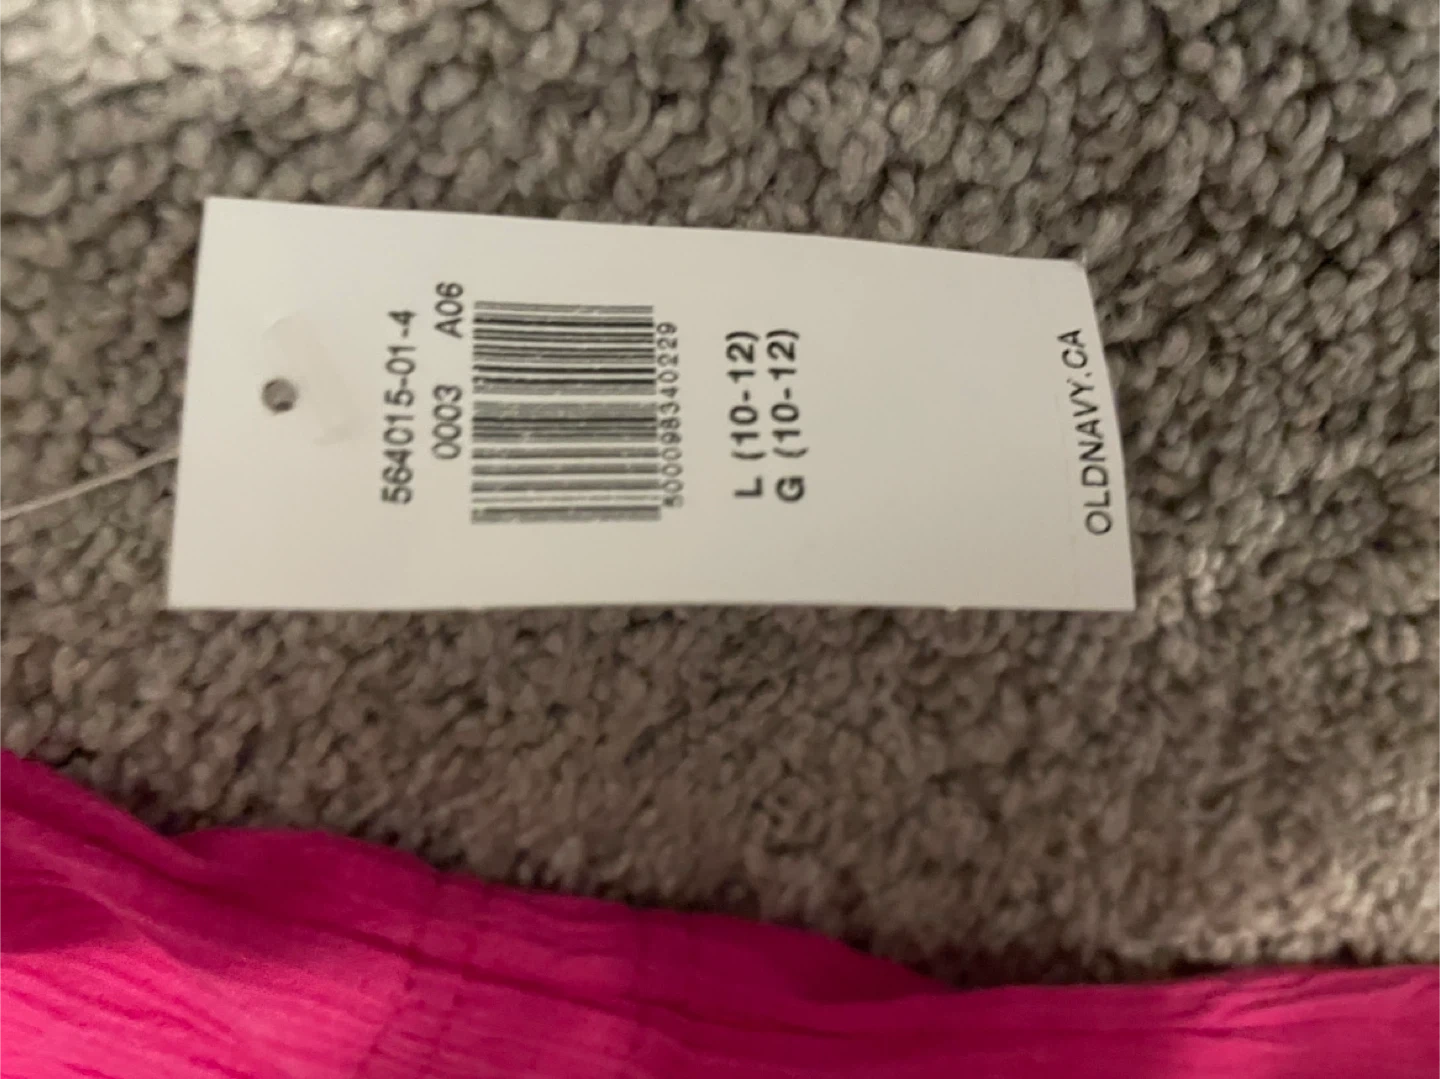 564015-01-4
0003 A06
500098340229
L (10-12)
G (10-12)
OLDNAVY.CA